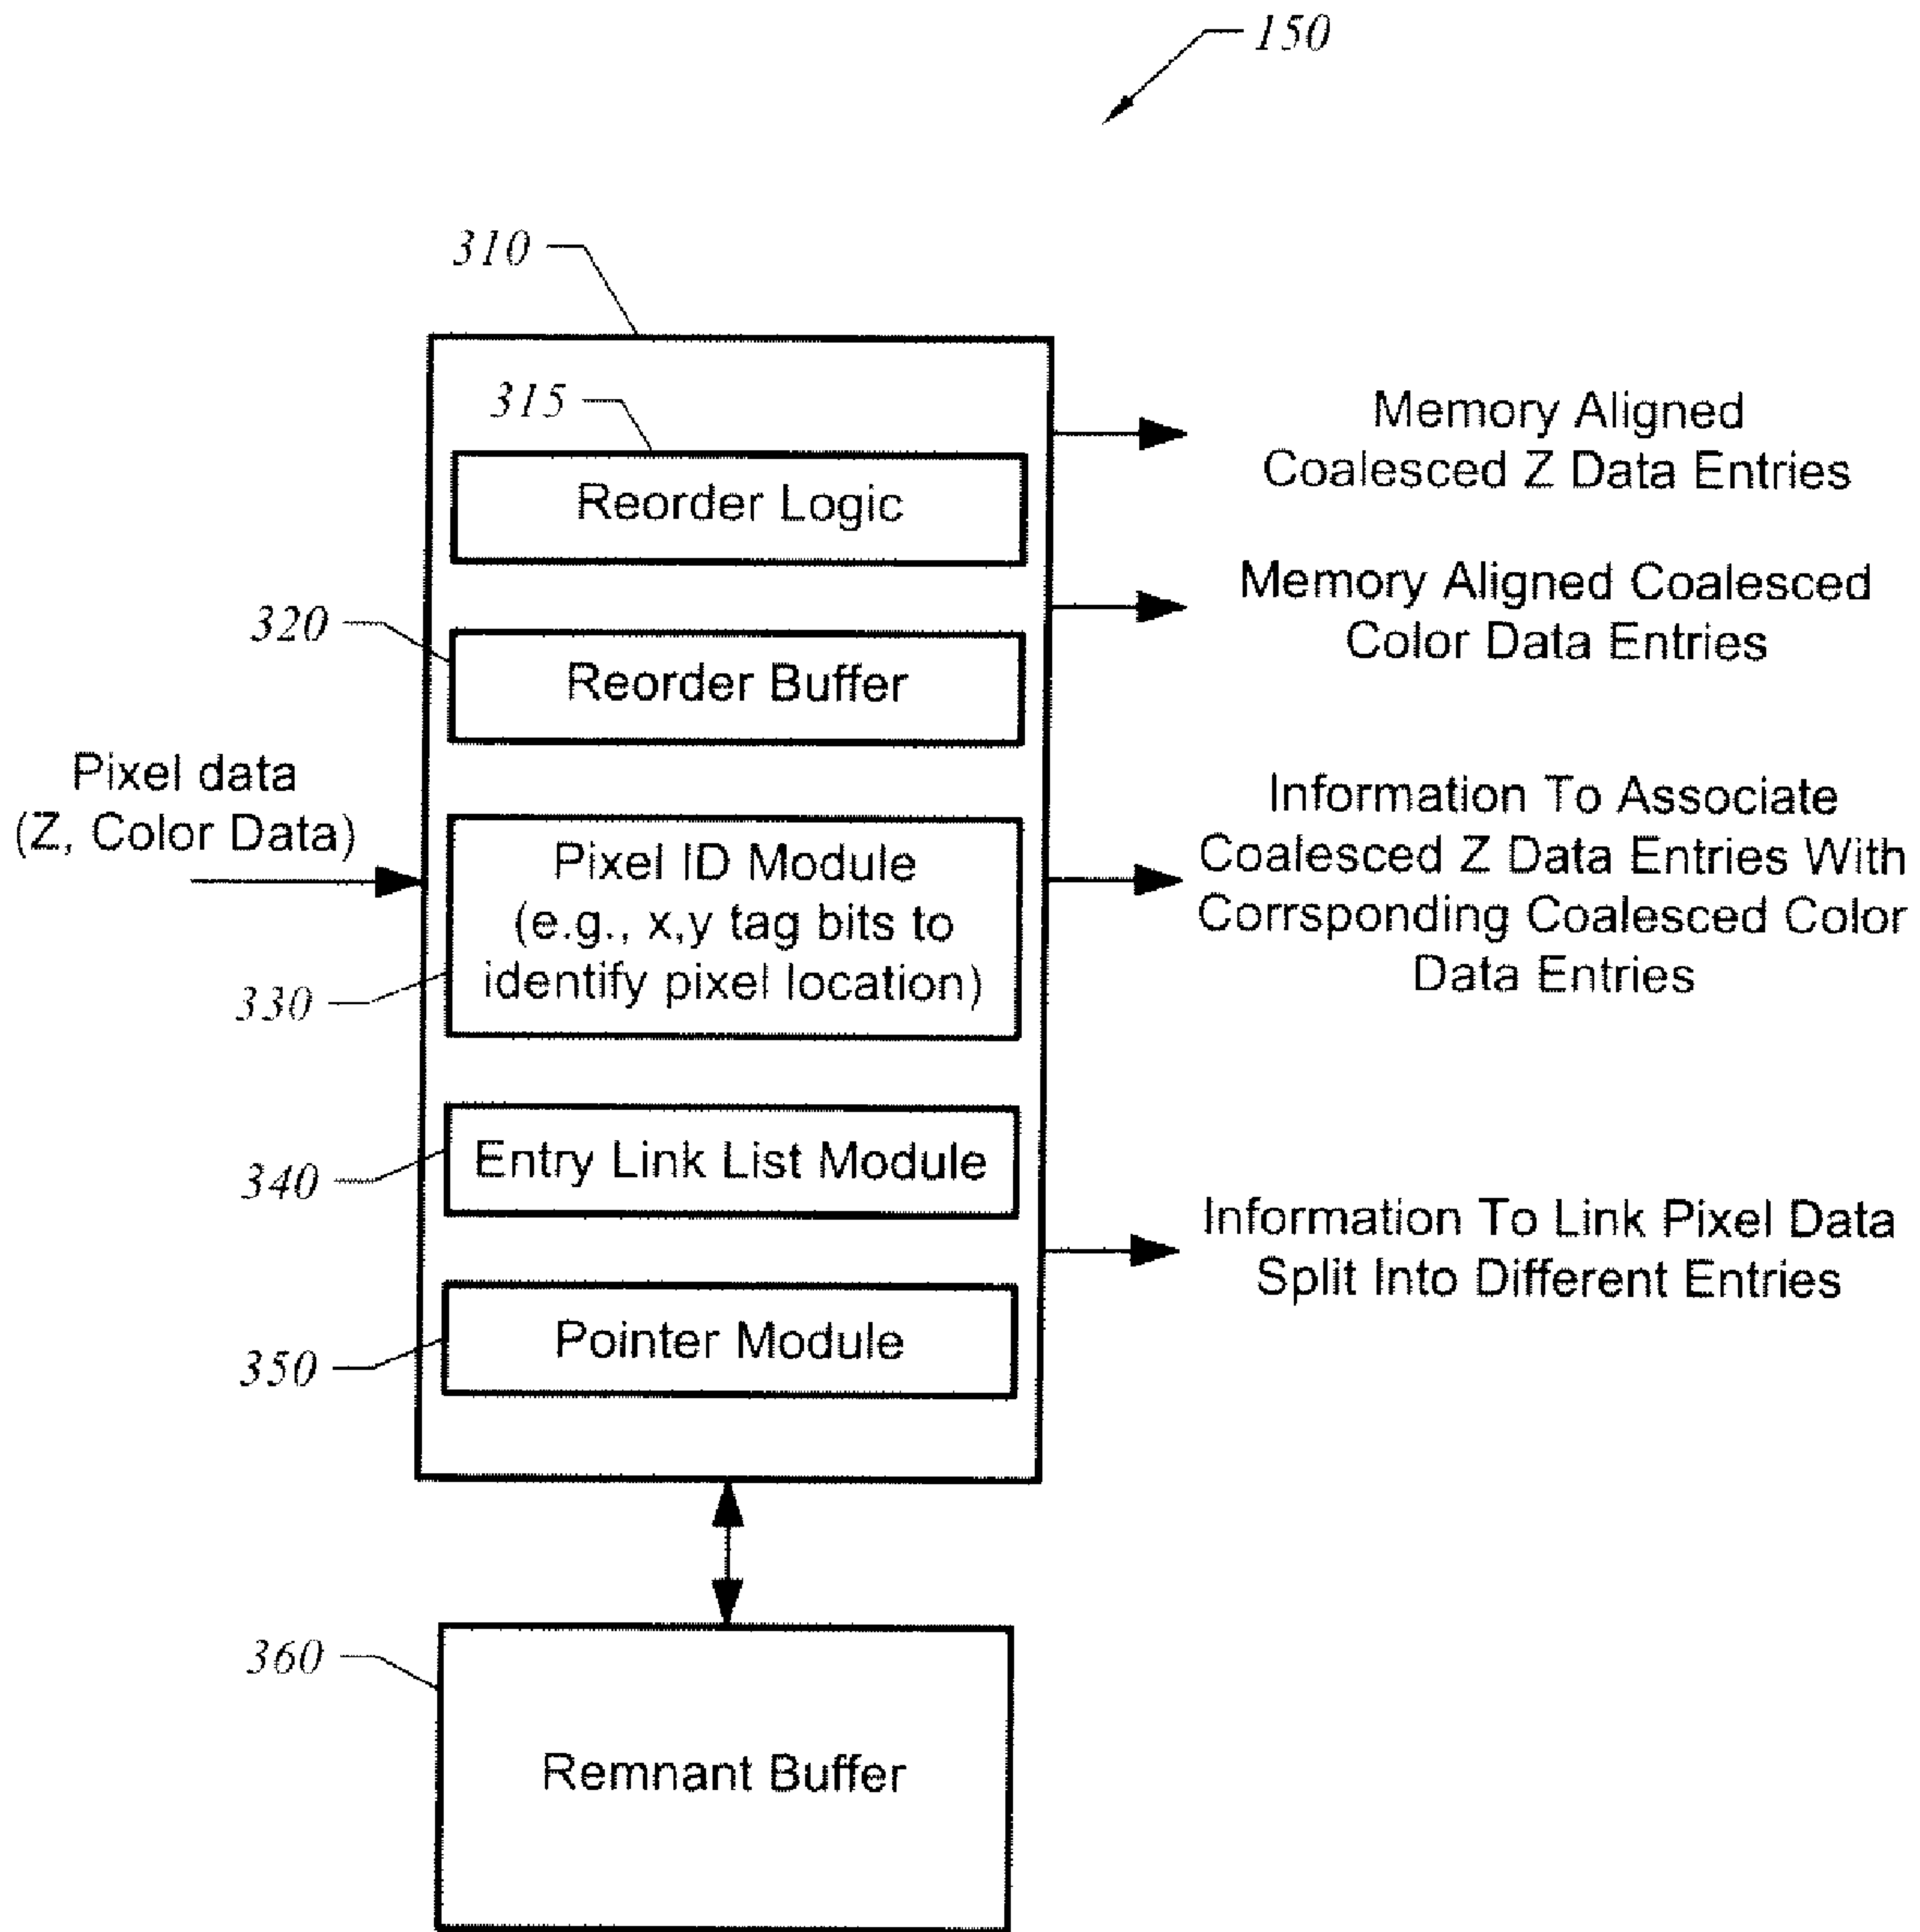 150
310
315
Reorder Logic
Memory Aligned
Coalesced Z Data Entries
320
Reorder Buffer
Memory Aligned Coalesced
Color Data Entries
Pixel data
(Z, Color Data)
330
Pixel ID Module
(e.g., x,y tag bits to
identify pixel location)
Information To Associate
Coalesced Z Data Entries With
Corrsponding Coalesced Color
Data Entries
340
Entry Link List Module
Information To Link Pixel Data
Split Into Different Entries
350
Pointer Module
360
Remnant Buffer